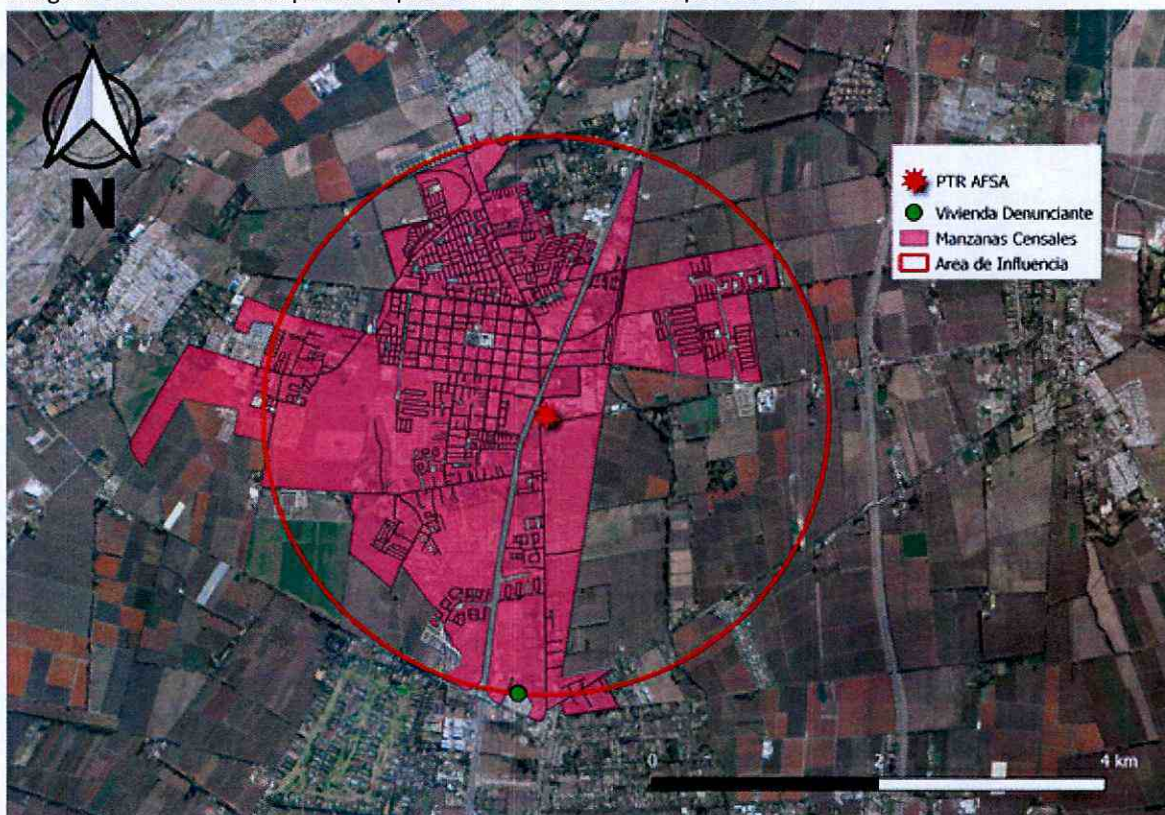 N
PTR AFSA
Vivienda Denunciante
Manzanas Censales
Area de Influencia
0 2 4 km